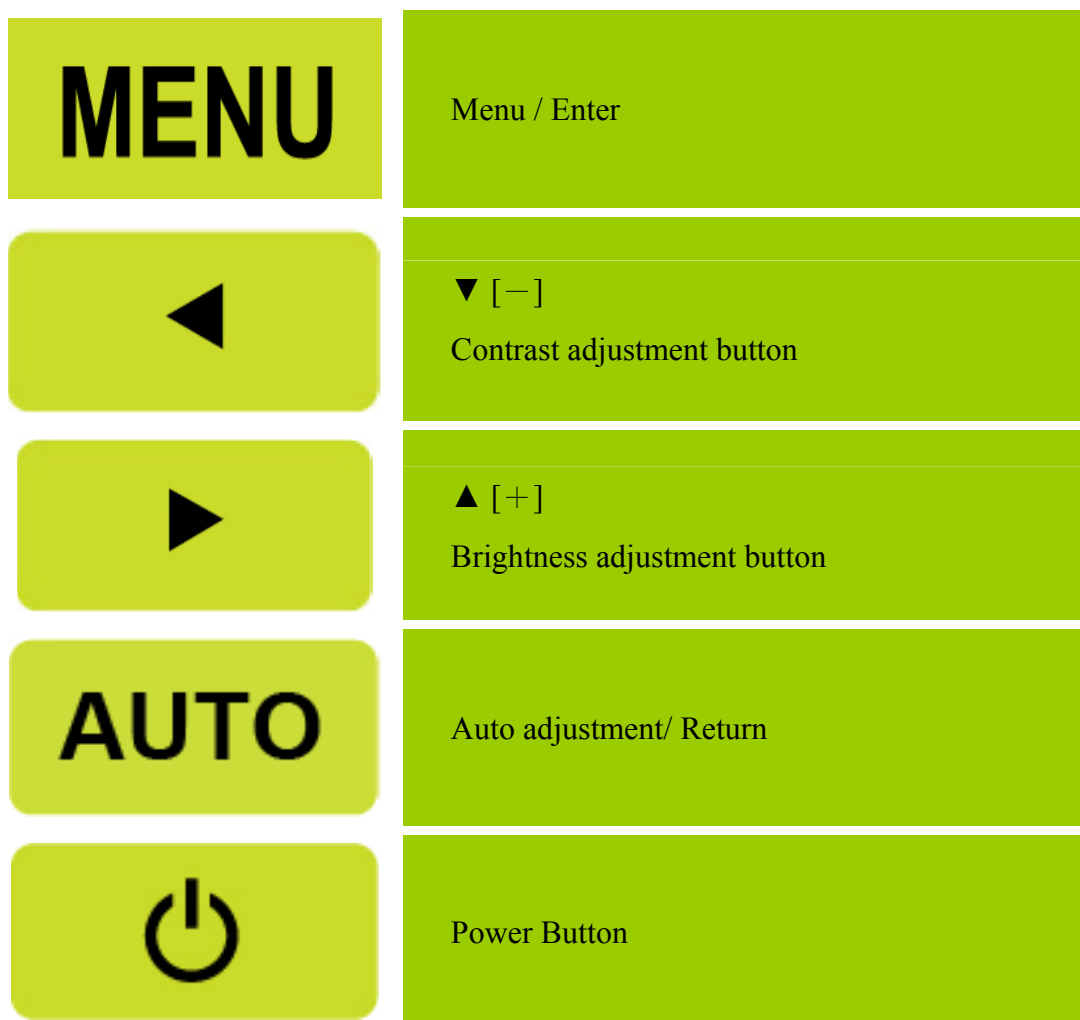 MENU
Menu / Enter
◀
▼ [－]
Contrast adjustment button
▶
▲ [＋]
Brightness adjustment button
AUTO
Auto adjustment/ Return
Power Button